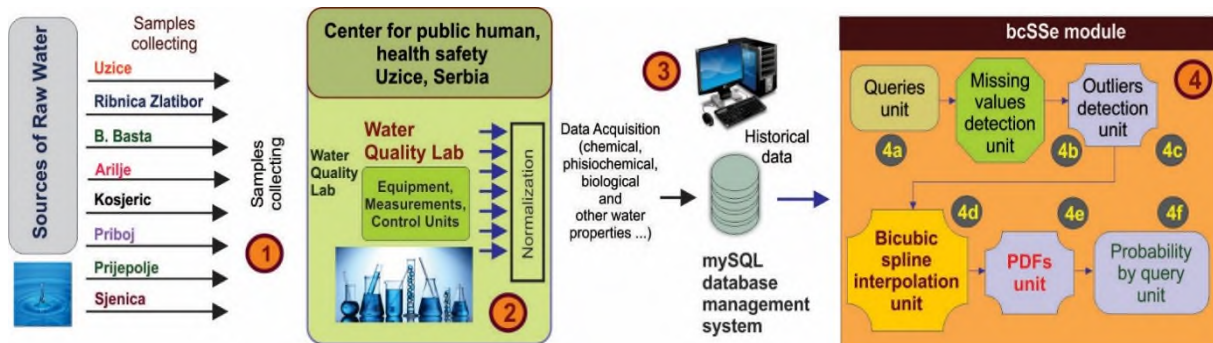 Sources of Raw Water
Samples
collecting
Uzice
Ribnica Zlatibor
B. Basta
Arilje
Kosjeric
Priboj
Prijepolje
Sjenica
Samples
collecting
1
Center for public human,
health safety
Uzice, Serbia
Water
Quality Lab
Water
Quality
Lab
Equipment,
Measurements,
Control Units
Normalization
2
Data Acquisition
(chemical,
phisiochemical,
biological
and
other water
properties ...)
3
Historical
data
mySQL
database
management
system
bcSSe module
4
Queries
unit
4a
Missing
values
detection
unit
4b
Outliers
detection
unit
4c
Bicubic
spline
interpolation
unit
4d
PDFs
unit
4e
Probability
by query
unit
4f